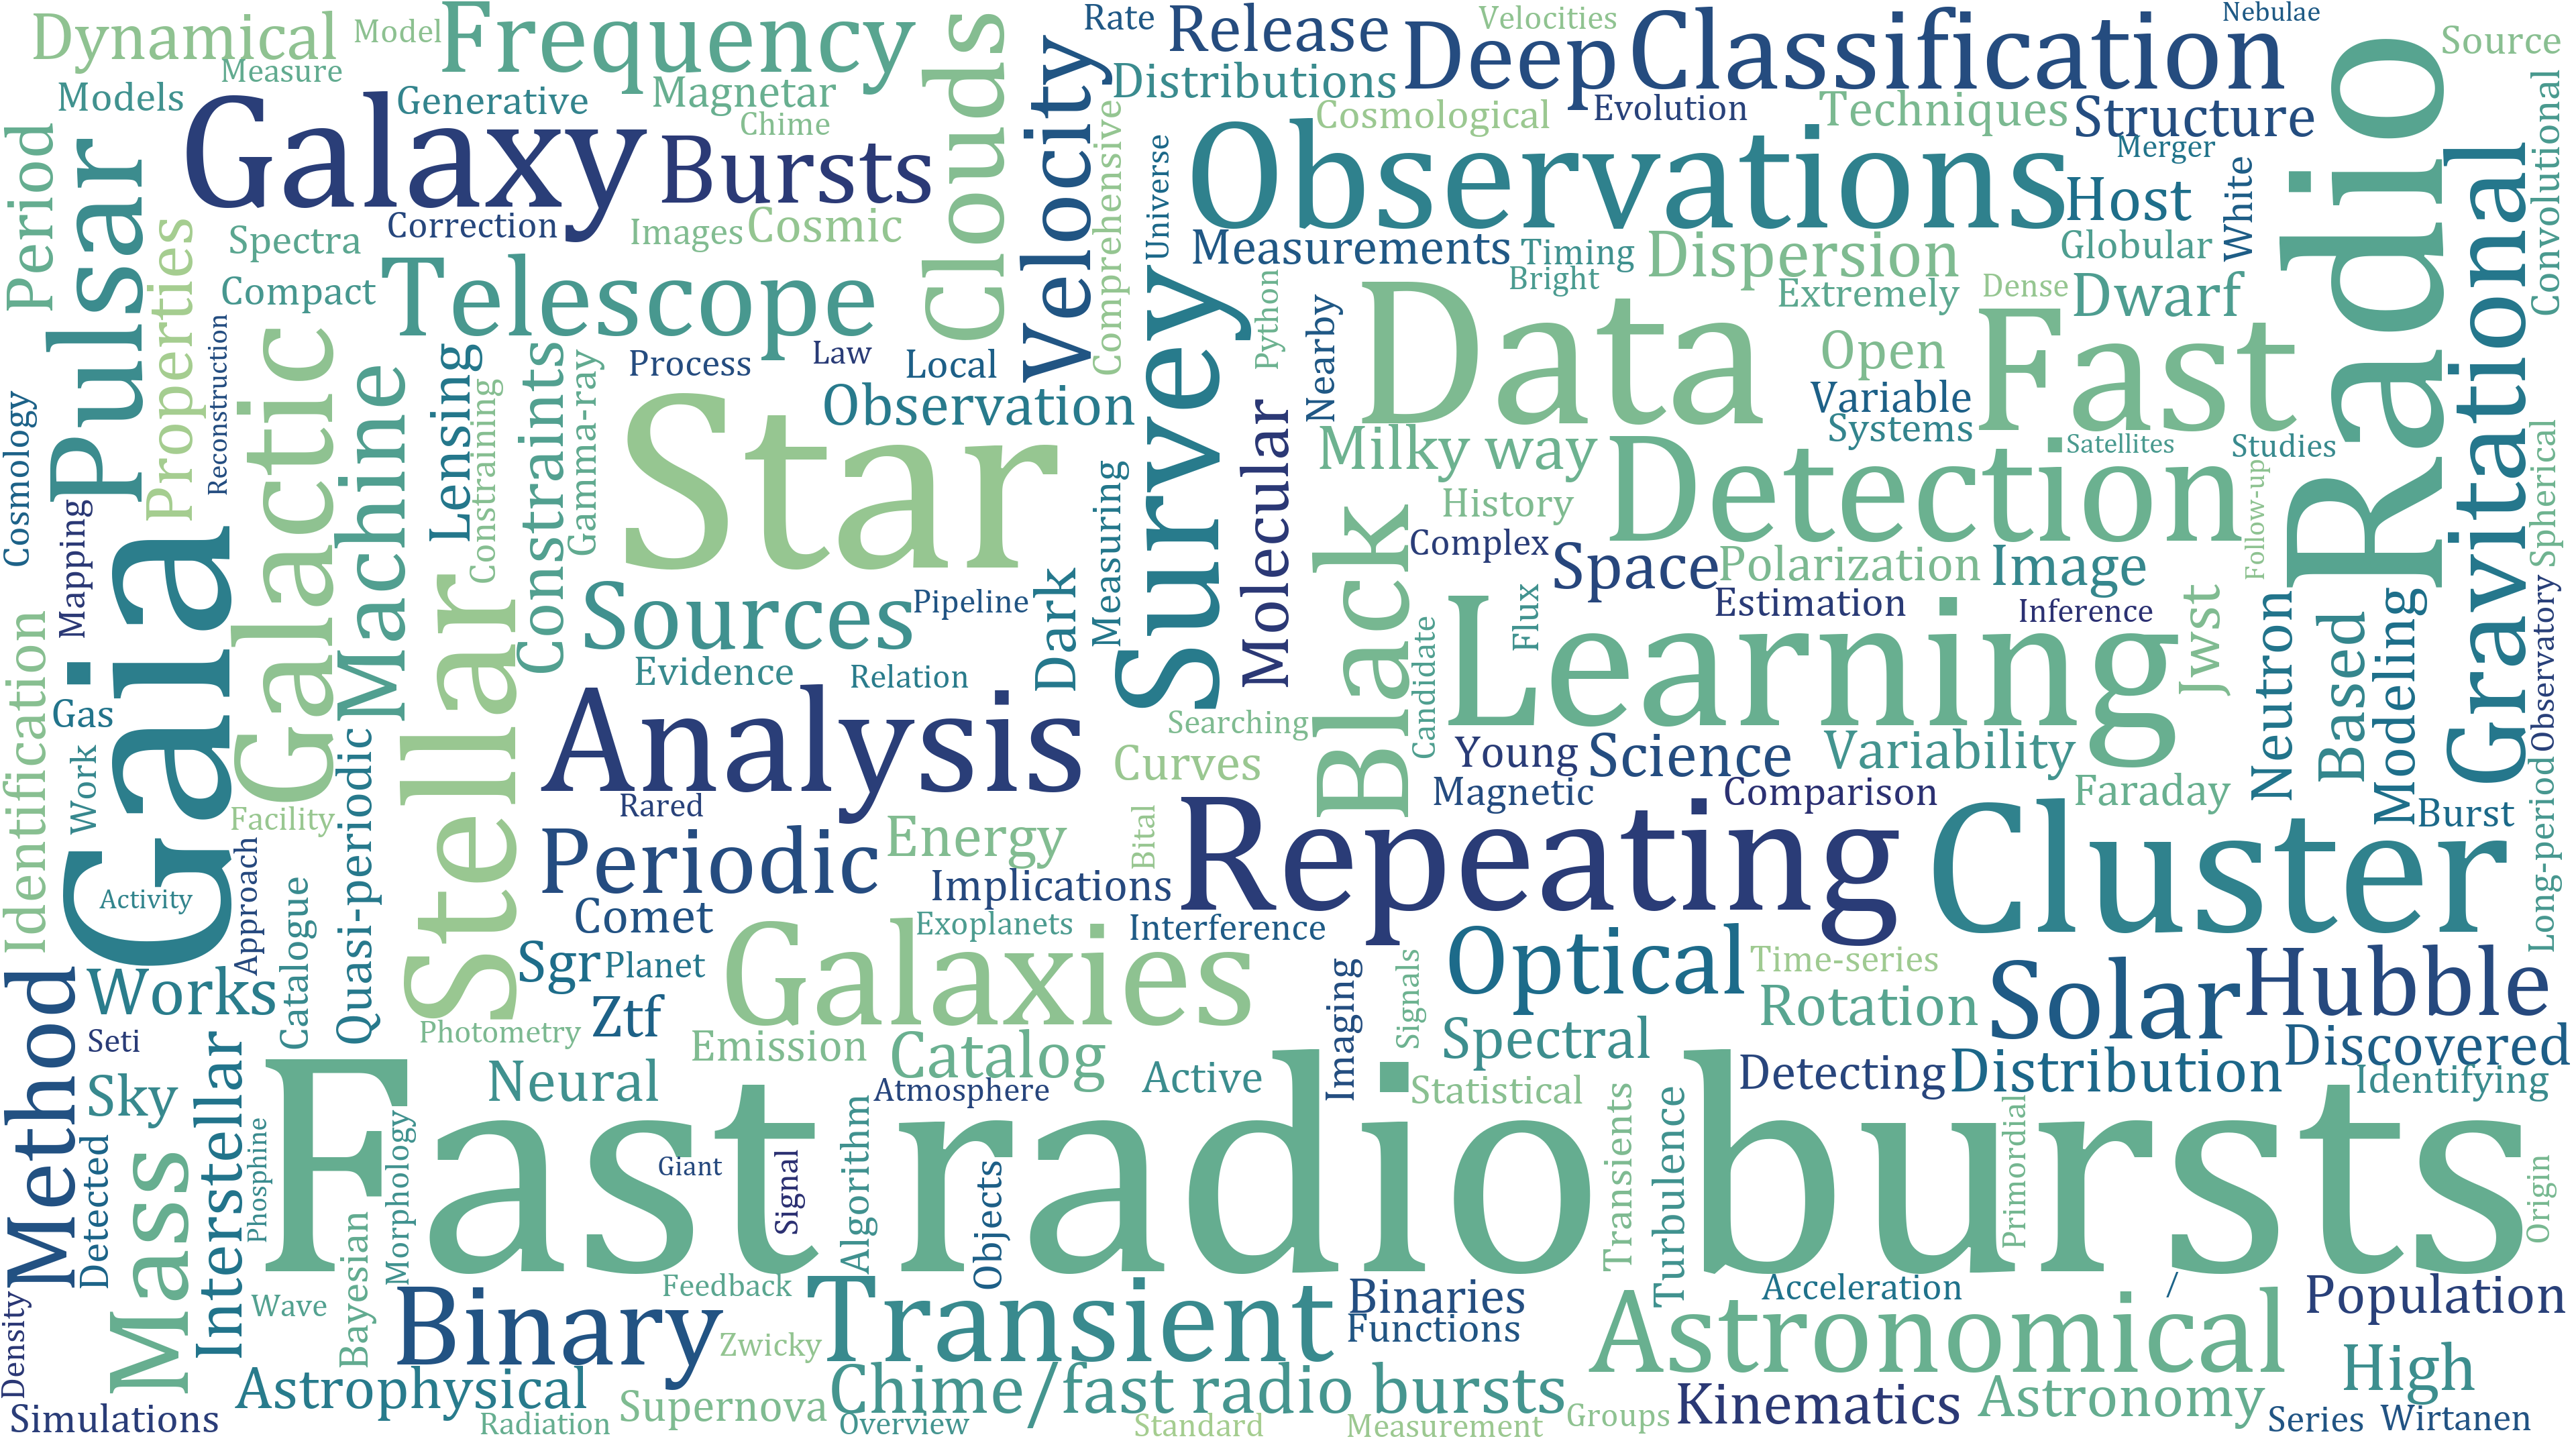 Dynamical
Model
Frequency
Clouds
Velocity
Rate
Release
Velocities
Deep
Classification
Nebulae
Radio
Source
Measure
Models
Generative
Magnetar
Chime
Distributions
Cosmological
Evolution
Techniques
Structure
Merger
Convolutional
Period
Pulsar
Galaxy
Bursts
Comprehensive
Universe
Observations
Host
White
Gravitational
Properties
Correction
Images
Cosmic
Measurements
Timing
Dispersion
Globular
Spectra
Compact
Telescope
Survey
Python
Nearby
Bright
Extremely
Dense
Dwarf
Reconstruction
Galactic
Machine
Lensing
Constraining
Constraints
Gamma-ray
Process
Law
Local
Observation
Data
Open
Variable
Systems
Fast
Cosmology
Mapping
Gaia
Star
Measuring
Molecular
Milky way
Detection
Satellites
Studies
Follow-up
Spherical
History
Black
Complex
Space
Polarization
Image
Identification
Stellar
Sources
Pipeline
Dark
Candidate
Flux
Estimation
Inference
Learning
Jwst
Neutron
Based
Modeling
Observatory
Evidence
Relation
Gas
Work
Quasi-periodic
Analysis
Searching
Curves
Young
Science
Variability
Facility
Approach
Rared
Magnetic
Comparison
Faraday
Burst
Long-period
Activity
Catalogue
Periodic
Energy
Bital
Repeating
Cluster
Implications
Comet
Exoplanets
Interference
Method
Works
Sgr
Planet
Galaxies
Imaging
Signals
Optical
Time-series
Rotation
Solar
Hubble
Seti
Photometry
Ztf
Emission
Catalog
Spectral
Discovered
Sky
Interstellar
Neural
Atmosphere
Active
Statistical
Detecting
Distribution
Identifying
Detected
Mass
Phosphine
Morphology
Fast radio bursts
Giant
Signal
Algorithm
Objects
Transients
Turbulence
Primordial
Origin
Density
Wave
Bayesian
Binary
Feedback
Zwicky
Transient
Binaries
Functions
Acceleration
/
Astronomical
Population
Simulations
Astrophysical
Radiation
Supernova
Chime/fast radio bursts
Overview
Standard
Measurement
Groups
Kinematics
Astronomy
High
Series
Wirtanen